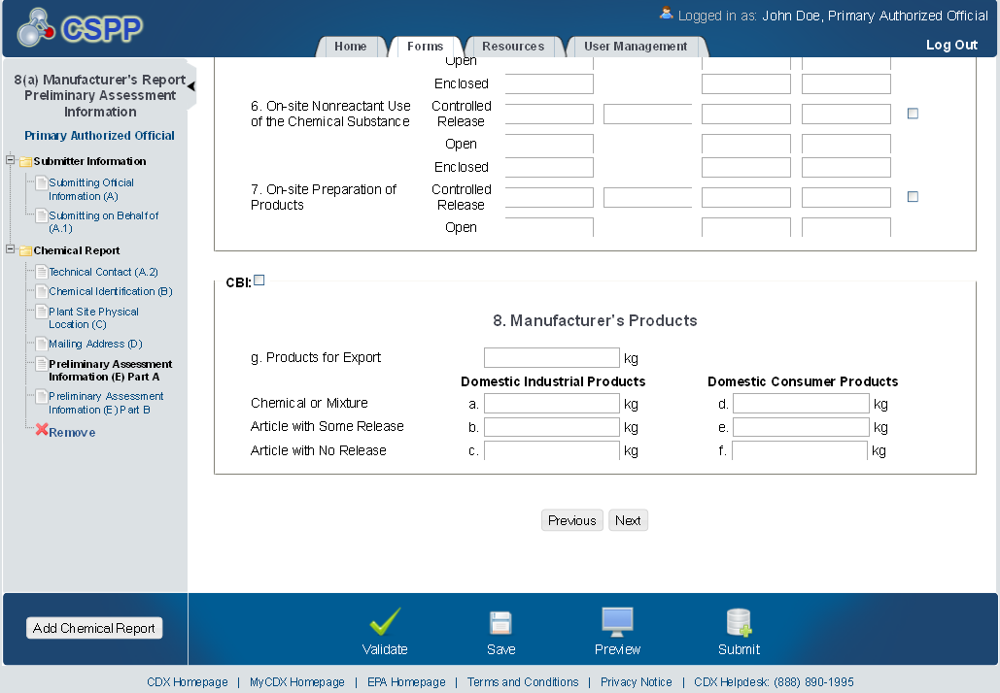 CSPP
Logged in as: John Doe, Primary Authorized Official
Home
Forms
Resources
User Management
Log Out
8(a) Manufacturer's Report
Preliminary Assessment
Information
Primary Authorized Official
Submitter Information
Submitting Official
Information (A)
Submitting on Behalf of
(A.1)
Chemical Report
Technical Contact (A.2)
Chemical Identification (B)
Plant Site Physical
Location (C)
Mailing Address (D)
Preliminary Assessment
Information (E) Part A
Preliminary Assessment
Information (E) Part B
Remove
Open
Enclosed
6. On-site Nonreactant Use
of the Chemical Substance
Controlled
Release
Open
Enclosed
7. On-site Preparation of
Products
Controlled
Release
Open
CBI:
8. Manufacturer's Products
g. Products for Export kg
Domestic Industrial Products Domestic Consumer Products
Chemical or Mixture a. kg d. kg
Article with Some Release b. kg e. kg
Article with No Release c. kg f. kg
Previous Next
Add Chemical Report
Validate
Save
Preview
Submit
CDX Homepage | MyCDX Homepage | EPA Homepage | Terms and Conditions | Privacy Notice | CDX Helpdesk: (888) 890-1995